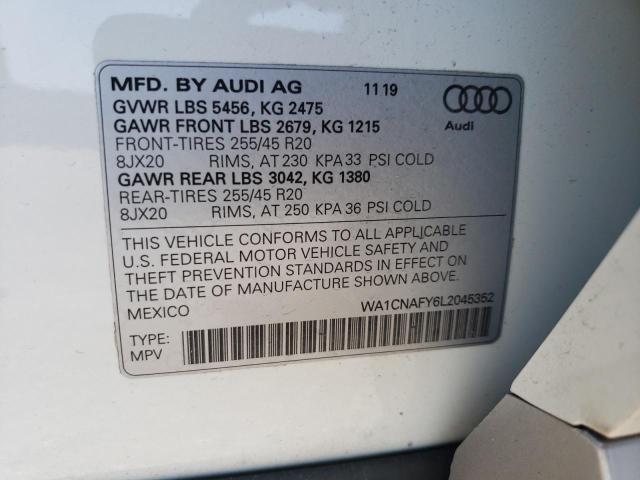 MFD. BY AUDI AG 11 19
GVWR LBS 5456, KG 2475
GAWR FRONT LBS 2679, KG 1215
FRONT-TIRES 255/45 R20
8JX20 RIMS, AT 230 KPA 33 PSI COLD
GAWR REAR LBS 3042, KG 1380
REAR-TIRES 255/45 R20
8JX20 RIMS, AT 250 KPA 36 PSI COLD
Audi
THIS VEHICLE CONFORMS TO ALL APPLICABLE
U.S. FEDERAL MOTOR VEHICLE SAFETY AND
THEFT PREVENTION STANDARDS IN EFFECT ON
THE DATE OF MANUFACTURE SHOWN ABOVE.
MEXICO WA1CNAFY6L2045352
TYPE:
MPV